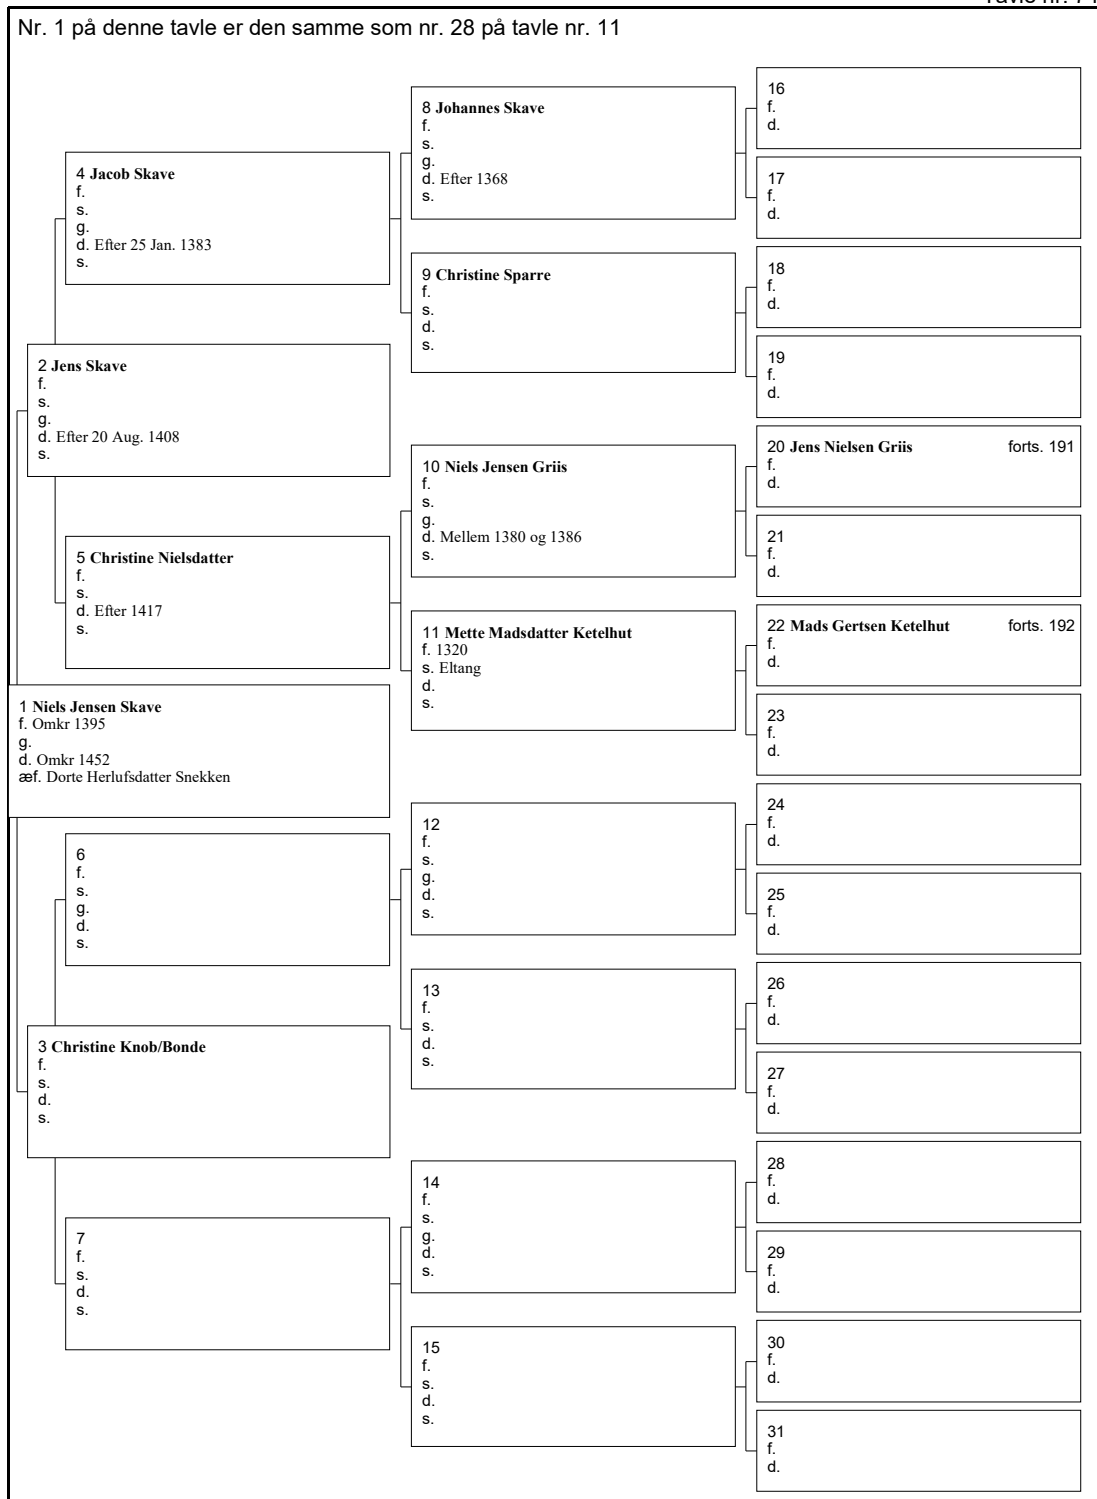 Nr. 1 på denne tavle er den samme som nr. 28 på tavle nr. 11
16
f.
d.
8 Johannes Skave
f.
s.
g.
d. Efter 1368
s.
17
f.
d.
4 Jacob Skave
f.
s.
g.
d. Efter 25 Jan. 1383
s.
18
f.
d.
9 Christine Sparre
f.
s.
d.
s.
19
f.
d.
2 Jens Skave
f.
s.
g.
d. Efter 20 Aug. 1408
s.
20 Jens Nielsen Griis forts. 191
f.
d.
10 Niels Jensen Griis
f.
s.
g.
d. Mellem 1380 og 1386
s.
21
f.
d.
5 Christine Nielsdatter
f.
s.
d. Efter 1417
s.
22 Mads Gertsen Ketelhut forts. 192
f.
d.
11 Mette Madsdatter Ketelhut
f. 1320
s. Eltang
d.
s.
23
f.
d.
1 Niels Jensen Skave
f. Omkr 1395
g.
d. Omkr 1452
æf. Dorte Herlufsdatter Snekken
24
f.
d.
12
f.
s.
g.
d.
s.
25
f.
d.
6
f.
s.
g.
d.
s.
26
f.
d.
13
f.
s.
d.
s.
27
f.
d.
3 Christine Knob/Bonde
f.
s.
d.
s.
28
f.
d.
14
f.
s.
g.
d.
s.
29
f.
d.
7
f.
s.
d.
s.
30
f.
d.
15
f.
s.
d.
s.
31
f.
d.